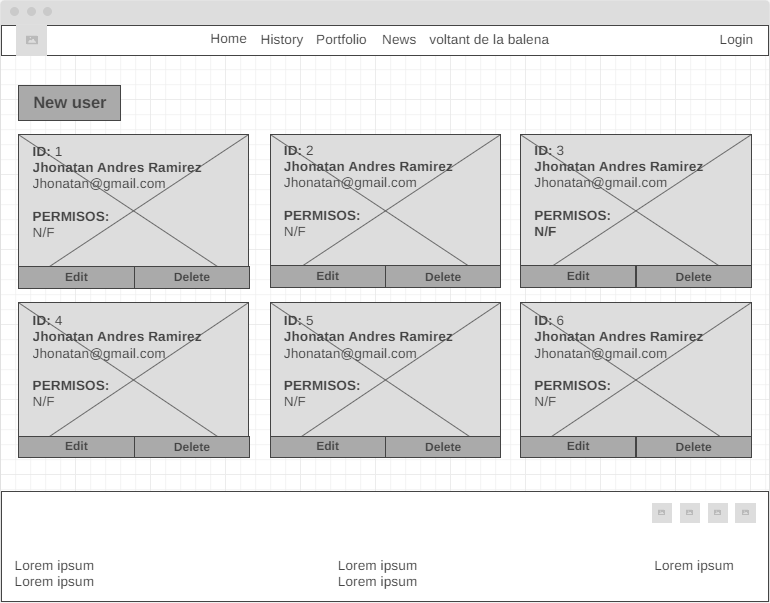 Home History Portfolio News voltant de la balena Login
New user
ID: 1
Jhonatan Andres Ramirez
Jhonatan@gmail.com
PERMISOS:
N/F
Edit Delete
ID: 2
Jhonatan Andres Ramirez
Jhonatan@gmail.com
PERMISOS:
N/F
Edit Delete
ID: 3
Jhonatan Andres Ramirez
Jhonatan@gmail.com
PERMISOS:
N/F
Edit Delete
ID: 4
Jhonatan Andres Ramirez
Jhonatan@gmail.com
PERMISOS:
N/F
Edit Delete
ID: 5
Jhonatan Andres Ramirez
Jhonatan@gmail.com
PERMISOS:
N/F
Edit Delete
ID: 6
Jhonatan Andres Ramirez
Jhonatan@gmail.com
PERMISOS:
N/F
Edit Delete
Lorem ipsum
Lorem ipsum
Lorem ipsum
Lorem ipsum
Lorem ipsum